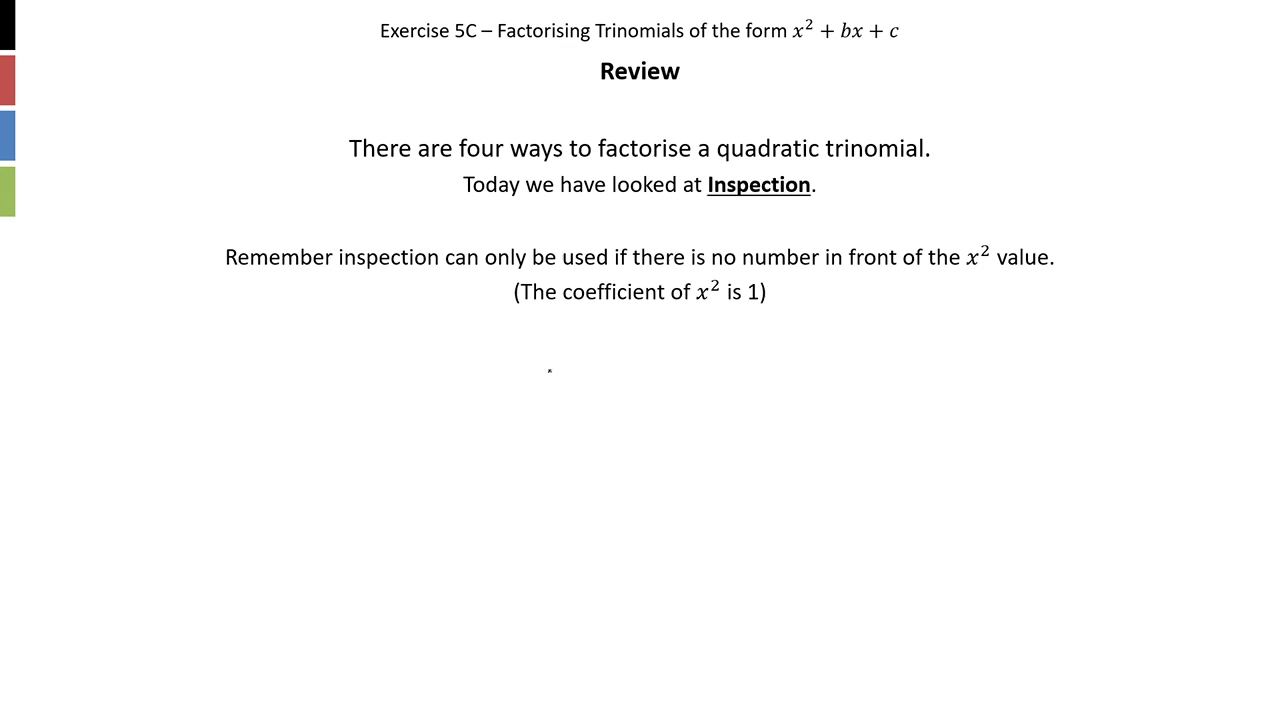 Exercise 5C – Factorising Trinomials of the form 𝑥² + 𝑏𝑥 + 𝑐
Review
There are four ways to factorise a quadratic trinomial.
Today we have looked at Inspection.
Remember inspection can only be used if there is no number in front of the 𝑥² value.
(The coefficient of 𝑥² is 1)